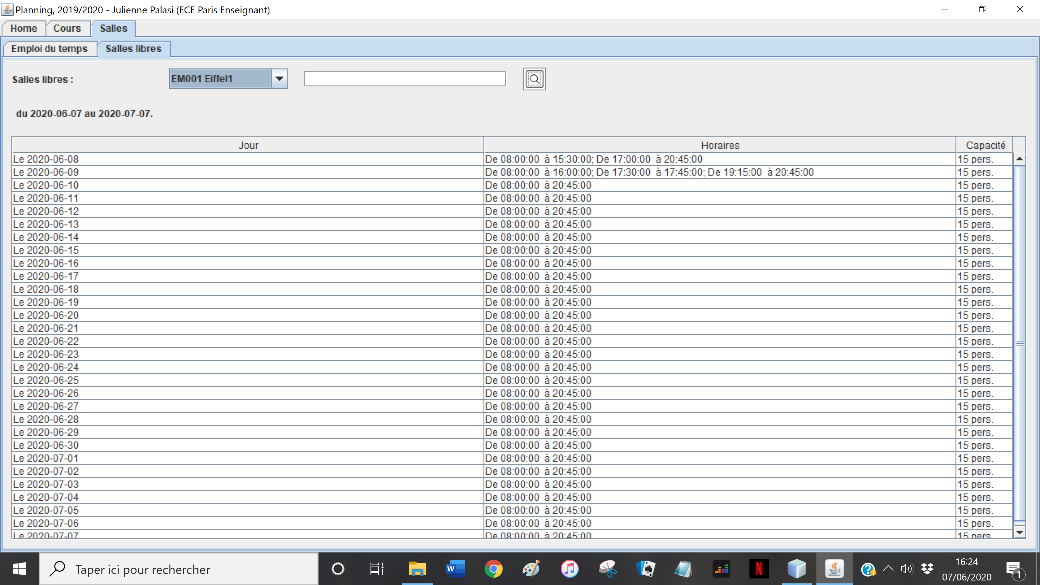 Planning, 2019/2020 - Julienne Palasi (ECE Paris Enseignant)
Home Cours Salles
Emploi du temps Salles libres
Salles libres : EM001 Eiffel1
du 2020-06-07 au 2020-07-07.
Jour Horaires Capacité
Le 2020-06-08 De 08:00:00 à 15:30:00; De 17:00:00 à 20:45:00 15 pers.
Le 2020-06-09 De 08:00:00 à 16:00:00; De 17:30:00 à 17:45:00; De 19:15:00 à 20:45:00 15 pers.
Le 2020-06-10 De 08:00:00 à 20:45:00 15 pers.
Le 2020-06-11 De 08:00:00 à 20:45:00 15 pers.
Le 2020-06-12 De 08:00:00 à 20:45:00 15 pers.
Le 2020-06-13 De 08:00:00 à 20:45:00 15 pers.
Le 2020-06-14 De 08:00:00 à 20:45:00 15 pers.
Le 2020-06-15 De 08:00:00 à 20:45:00 15 pers.
Le 2020-06-16 De 08:00:00 à 20:45:00 15 pers.
Le 2020-06-17 De 08:00:00 à 20:45:00 15 pers.
Le 2020-06-18 De 08:00:00 à 20:45:00 15 pers.
Le 2020-06-19 De 08:00:00 à 20:45:00 15 pers.
Le 2020-06-20 De 08:00:00 à 20:45:00 15 pers.
Le 2020-06-21 De 08:00:00 à 20:45:00 15 pers.
Le 2020-06-22 De 08:00:00 à 20:45:00 15 pers.
Le 2020-06-23 De 08:00:00 à 20:45:00 15 pers.
Le 2020-06-24 De 08:00:00 à 20:45:00 15 pers.
Le 2020-06-25 De 08:00:00 à 20:45:00 15 pers.
Le 2020-06-26 De 08:00:00 à 20:45:00 15 pers.
Le 2020-06-27 De 08:00:00 à 20:45:00 15 pers.
Le 2020-06-28 De 08:00:00 à 20:45:00 15 pers.
Le 2020-06-29 De 08:00:00 à 20:45:00 15 pers.
Le 2020-06-30 De 08:00:00 à 20:45:00 15 pers.
Le 2020-07-01 De 08:00:00 à 20:45:00 15 pers.
Le 2020-07-02 De 08:00:00 à 20:45:00 15 pers.
Le 2020-07-03 De 08:00:00 à 20:45:00 15 pers.
Le 2020-07-04 De 08:00:00 à 20:45:00 15 pers.
Le 2020-07-05 De 08:00:00 à 20:45:00 15 pers.
Le 2020-07-06 De 08:00:00 à 20:45:00 15 pers.
Le 2020-07-07 De 08:00:00 à 20:45:00 15 pers.
Taper ici pour rechercher
16:24
07/06/2020